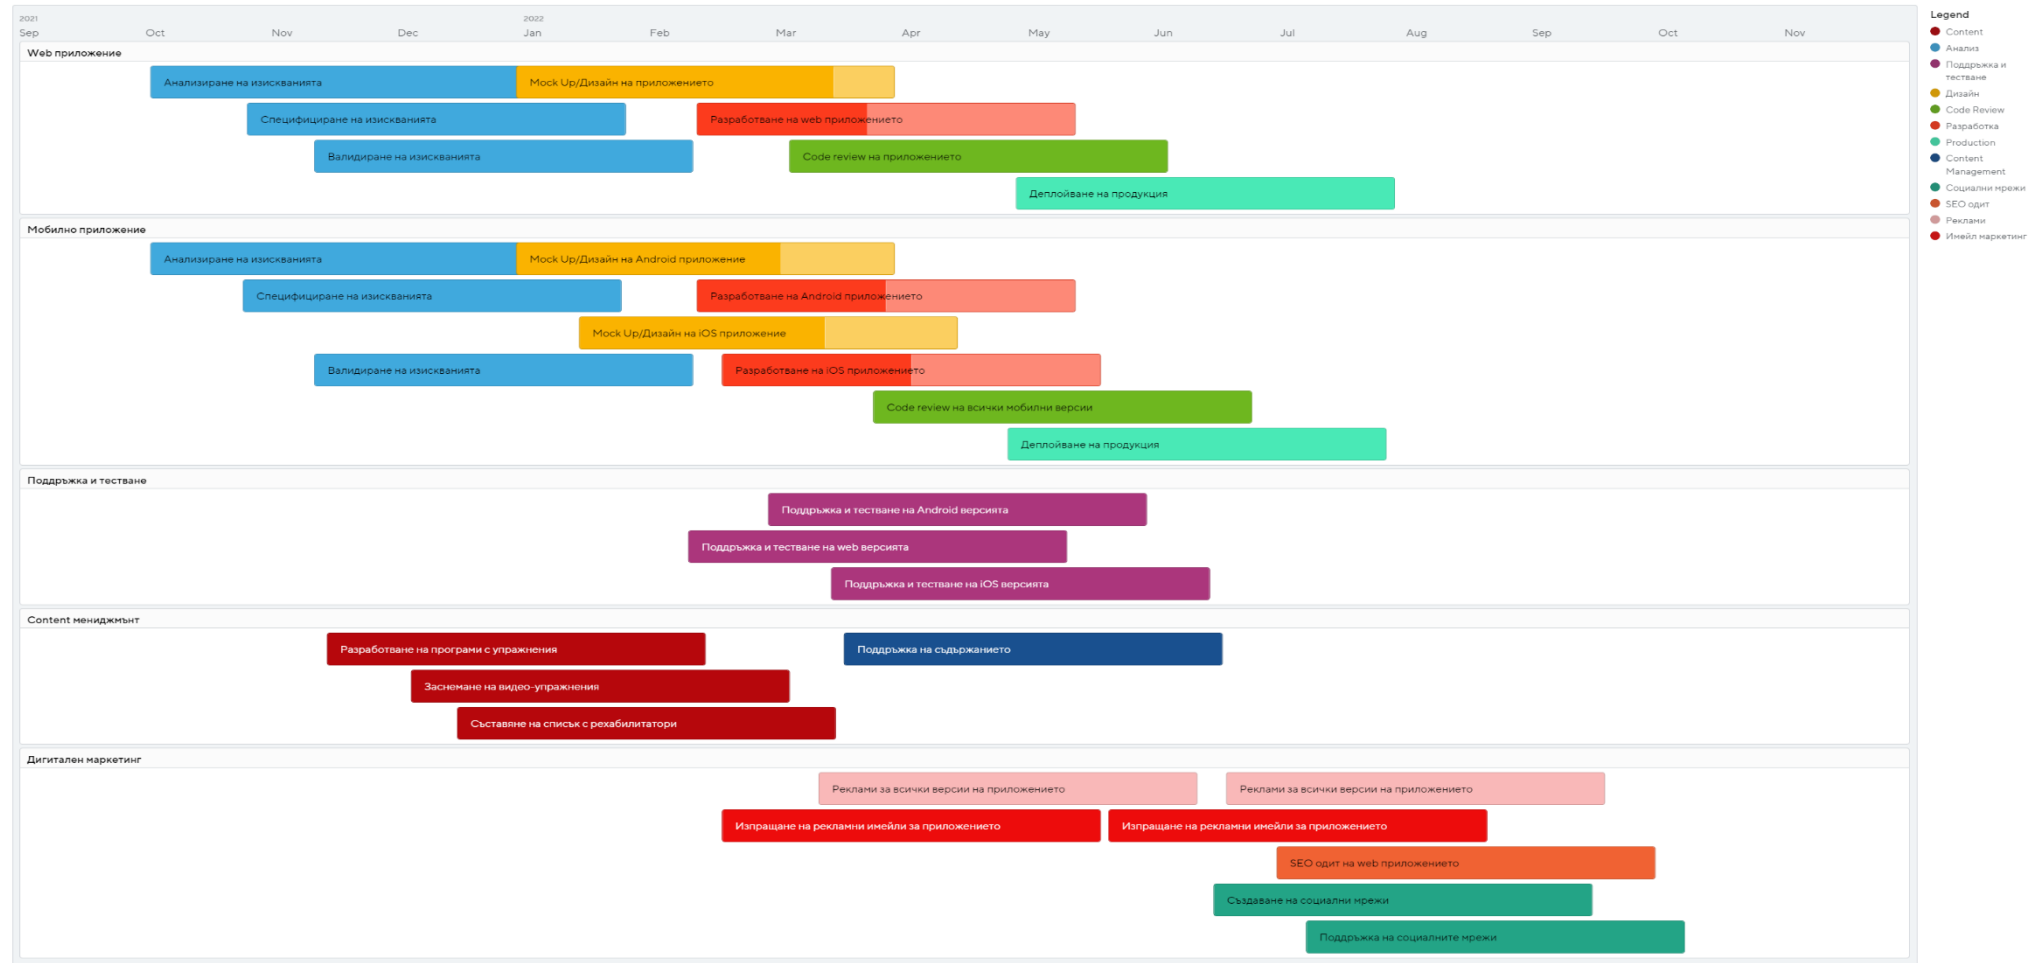 2021
2022
Sep Oct Nov Dec Jan Feb Mar Apr May Jun Jul Aug Sep Oct Nov
Web приложение
Анализиране на изискванията
Mock Up/Дизайн на приложението
Специфициране на изискванията
Разработване на web приложението
Валидиране на изискванията
Code review на приложението
Деплойване на продукция
Мобилно приложение
Анализиране на изискванията
Mock Up/Дизайн на Android приложение
Специфициране на изискванията
Разработване на Android приложението
Mock Up/Дизайн на iOS приложение
Валидиране на изискванията
Разработване на iOS приложението
Code review на всички мобилни версии
Деплойване на продукция
Поддръжка и тестване
Поддръжка и тестване на Android версията
Поддръжка и тестване на web версията
Поддръжка и тестване на iOS версията
Content мениджмънт
Разработване на програми с упражнения
Поддръжка на съдържанието
Заснемане на видео-упражнения
Съставяне на списък с рехабилитатори
Дигитален маркетинг
Реклами за всички версии на приложението
Реклами за всички версии на приложението
Изпращане на рекламни имейли за приложението
Изпращане на рекламни имейли за приложението
SEO одит на web приложението
Създаване на социални мрежи
Поддръжка на социалните мрежи
Legend
Content
Анализ
Поддръжка и
тестване
Дизайн
Code Review
Разработка
Production
Content
Management
Социални мрежи
SEO одит
Реклами
Имейл маркетинг